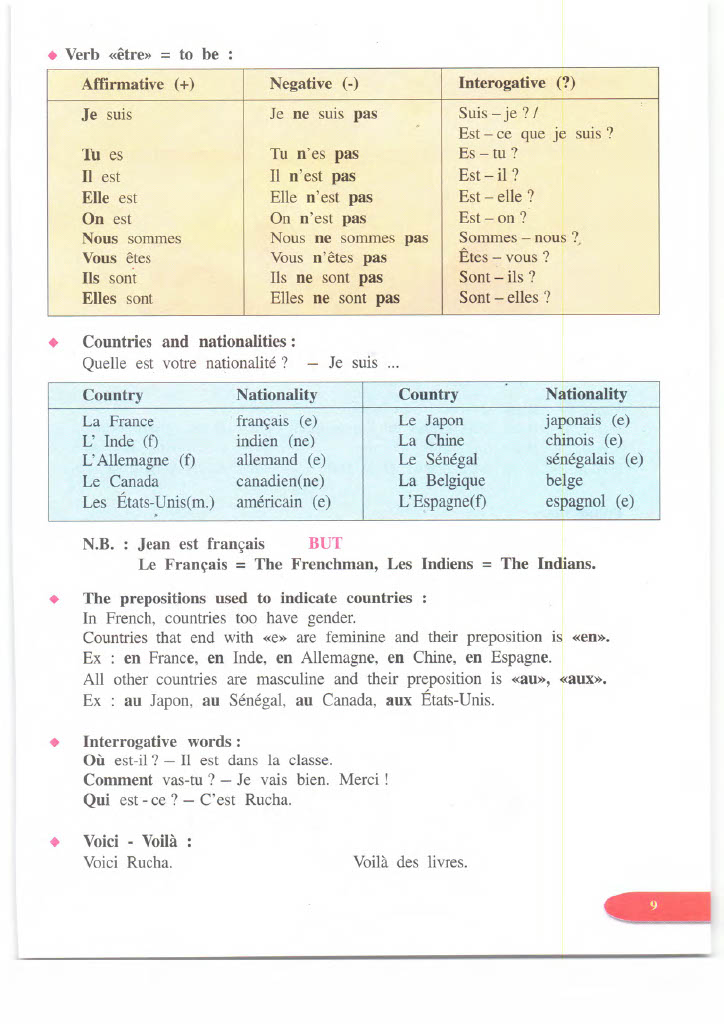 ◆ Verb «être» = to be :
Affirmative (+) Negative (-) Interogative (?)
Je suis Je ne suis pas Suis – je ? /
Est – ce que je suis ?
Tu es Tu n'es pas Es – tu ?
Il est Il n'est pas Est – il ?
Elle est Elle n'est pas Est – elle ?
On est On n'est pas Est – on ?
Nous sommes Nous ne sommes pas Sommes – nous ?
Vous êtes Vous n'êtes pas Êtes – vous ?
Ils sont Ils ne sont pas Sont – ils ?
Elles sont Elles ne sont pas Sont – elles ?
◆ Countries and nationalities :
Quelle est votre nationalité ? – Je suis ...
Country Nationality Country Nationality
La France français (e) Le Japon japonais (e)
L' Inde (f) indien (ne) La Chine chinois (e)
L'Allemagne (f) allemand (e) Le Sénégal sénégalais (e)
Le Canada canadien(ne) La Belgique belge
Les États-Unis(m.) américain (e) L'Espagne(f) espagnol (e)
N.B. : Jean est français BUT
Le Français = The Frenchman, Les Indiens = The Indians.
◆ The prepositions used to indicate countries :
In French, countries too have gender.
Countries that end with «e» are feminine and their preposition is «en».
Ex : en France, en Inde, en Allemagne, en Chine, en Espagne.
All other countries are masculine and their preposition is «au», «aux».
Ex : au Japon, au Sénégal, au Canada, aux États-Unis.
◆ Interrogative words :
Où est-il ? – Il est dans la classe.
Comment vas-tu ? – Je vais bien. Merci !
Qui est - ce ? – C'est Rucha.
◆ Voici - Voilà :
Voici Rucha. Voilà des livres.
9